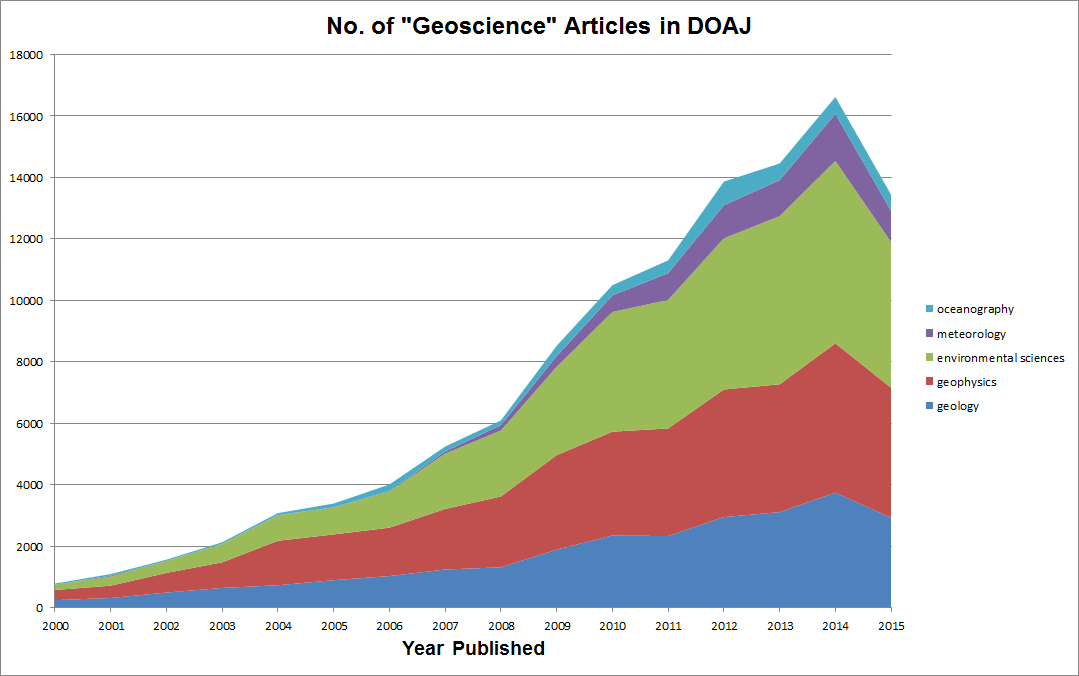 No. of "Geoscience" Articles in DOAJ
18000
16000
14000
12000
10000
8000
6000
4000
2000
0
2000 2001 2002 2003 2004 2005 2006 2007 2008 2009 2010 2011 2012 2013 2014 2015
Year Published
oceanography
meteorology
environmental sciences
geophysics
geology